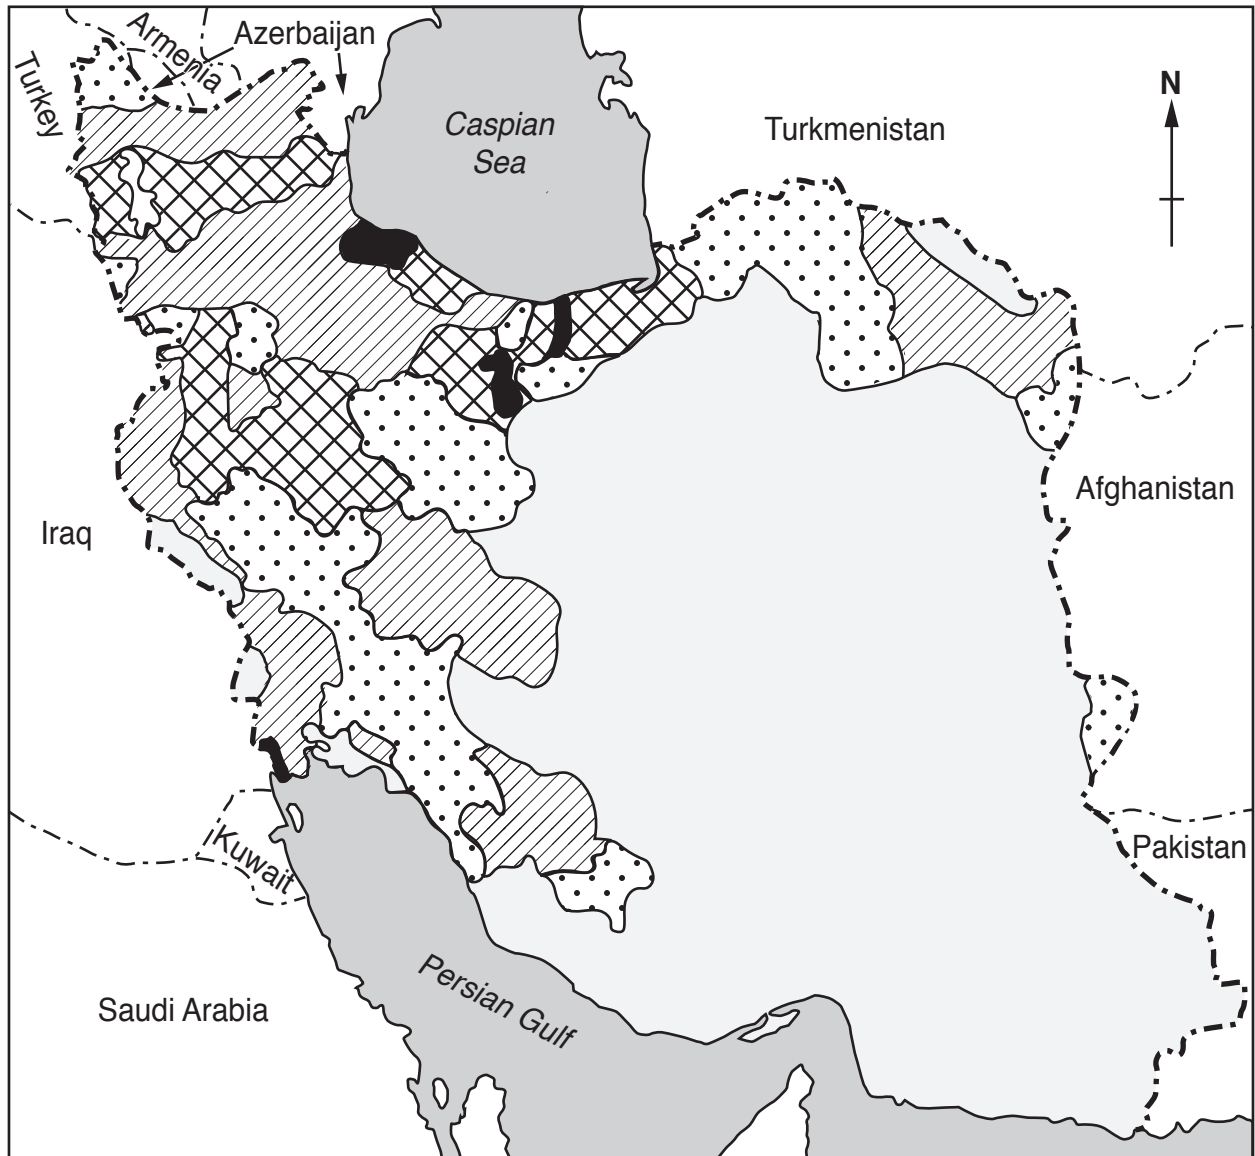 Armenia
Azerbaijan
Turkey
Caspian
Sea
Turkmenistan
N
Iraq
Afghanistan
Kuwait
Pakistan
Saudi Arabia
Persian Gulf